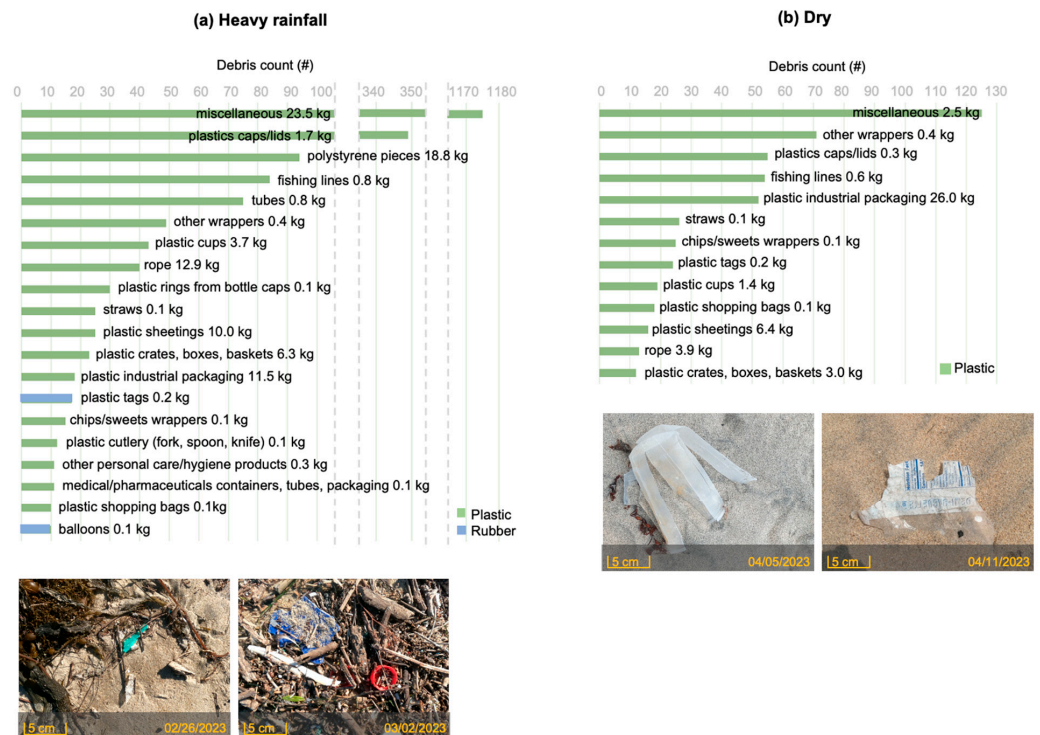 (a) Heavy rainfall
Debris count (#)
0 10 20 30 40 50 60 70 80 90 100 340 350 1170 1180
miscellaneous 23.5 kg
plastics caps/lids 1.7 kg
polystyrene pieces 18.8 kg
fishing lines 0.8 kg
tubes 0.8 kg
other wrappers 0.4 kg
plastic cups 3.7 kg
rope 12.9 kg
plastic rings from bottle caps 0.1 kg
straws 0.1 kg
plastic sheetings 10.0 kg
plastic crates, boxes, baskets 6.3 kg
plastic industrial packaging 11.5 kg
plastic tags 0.2 kg
chips/sweets wrappers 0.1 kg
plastic cutlery (fork, spoon, knife) 0.1 kg
other personal care/hygiene products 0.3 kg
medical/pharmaceuticals containers, tubes, packaging 0.1 kg
plastic shopping bags 0.1kg
balloons 0.1 kg
Plastic
Rubber
5 cm 02/26/2023
5 cm 03/02/2023
(b) Dry
Debris count (#)
0 10 20 30 40 50 60 70 80 90 100 110 120 130
miscellaneous 2.5 kg
other wrappers 0.4 kg
plastics caps/lids 0.3 kg
fishing lines 0.6 kg
plastic industrial packaging 26.0 kg
straws 0.1 kg
chips/sweets wrappers 0.1 kg
plastic tags 0.2 kg
plastic cups 1.4 kg
plastic shopping bags 0.1 kg
plastic sheetings 6.4 kg
rope 3.9 kg
plastic crates, boxes, baskets 3.0 kg
Plastic
5 cm 04/05/2023
5 cm 04/11/2023